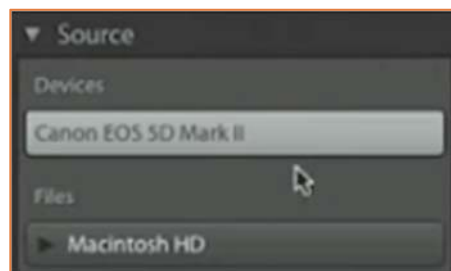 Source
Devices
Canon EOS 5D Mark II
Files
Macintosh HD